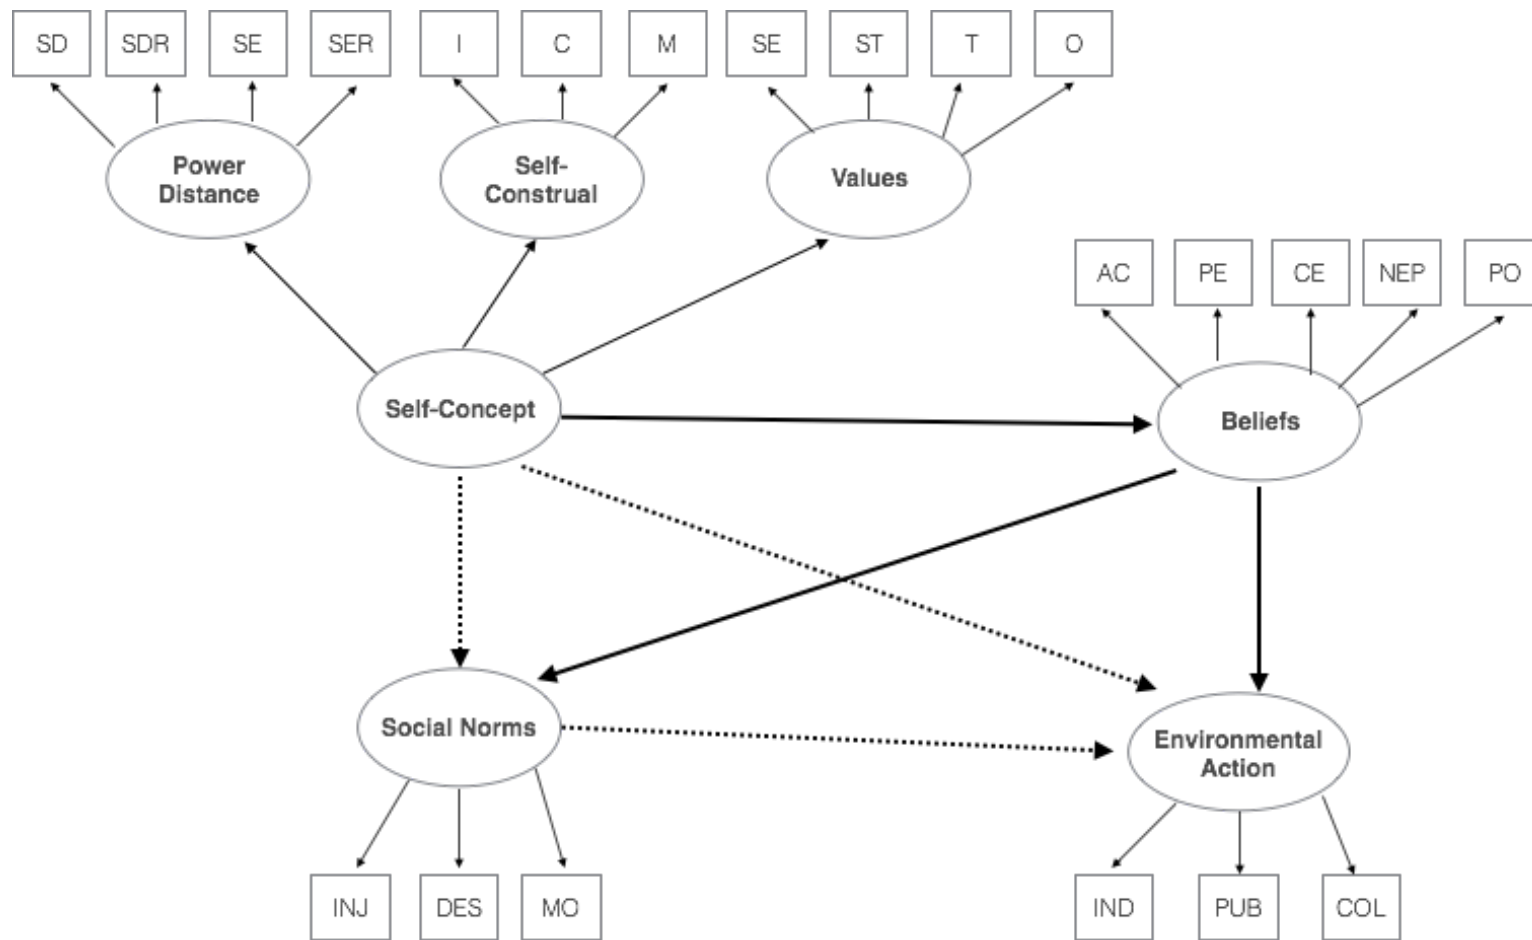 SD SDR SE SER I C M SE ST T O
Power
Distance
Self-
Construal
Values
AC PE CE NEP PO
Self-Concept
Beliefs
Social Norms
Environmental
Action
INJ DES MO IND PUB COL